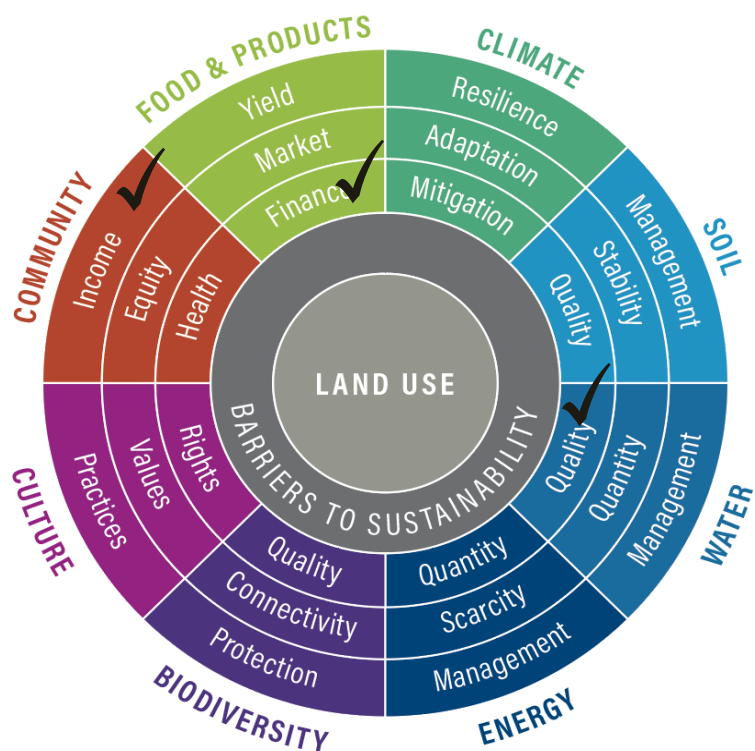 FOOD & PRODUCTS
Yield
Market
Finance
CLIMATE
Resilience
Adaptation
Mitigation
SOIL
Management
Stability
Quality
WATER
Management
Quantity
Quality
ENERGY
Quantity
Scarcity
Management
BIODIVERSITY
Quality
Connectivity
Protection
CULTURE
Practices
Values
Rights
COMMUNITY
Income
Equity
Health
LAND USE
BARRIERS TO SUSTAINABILITY